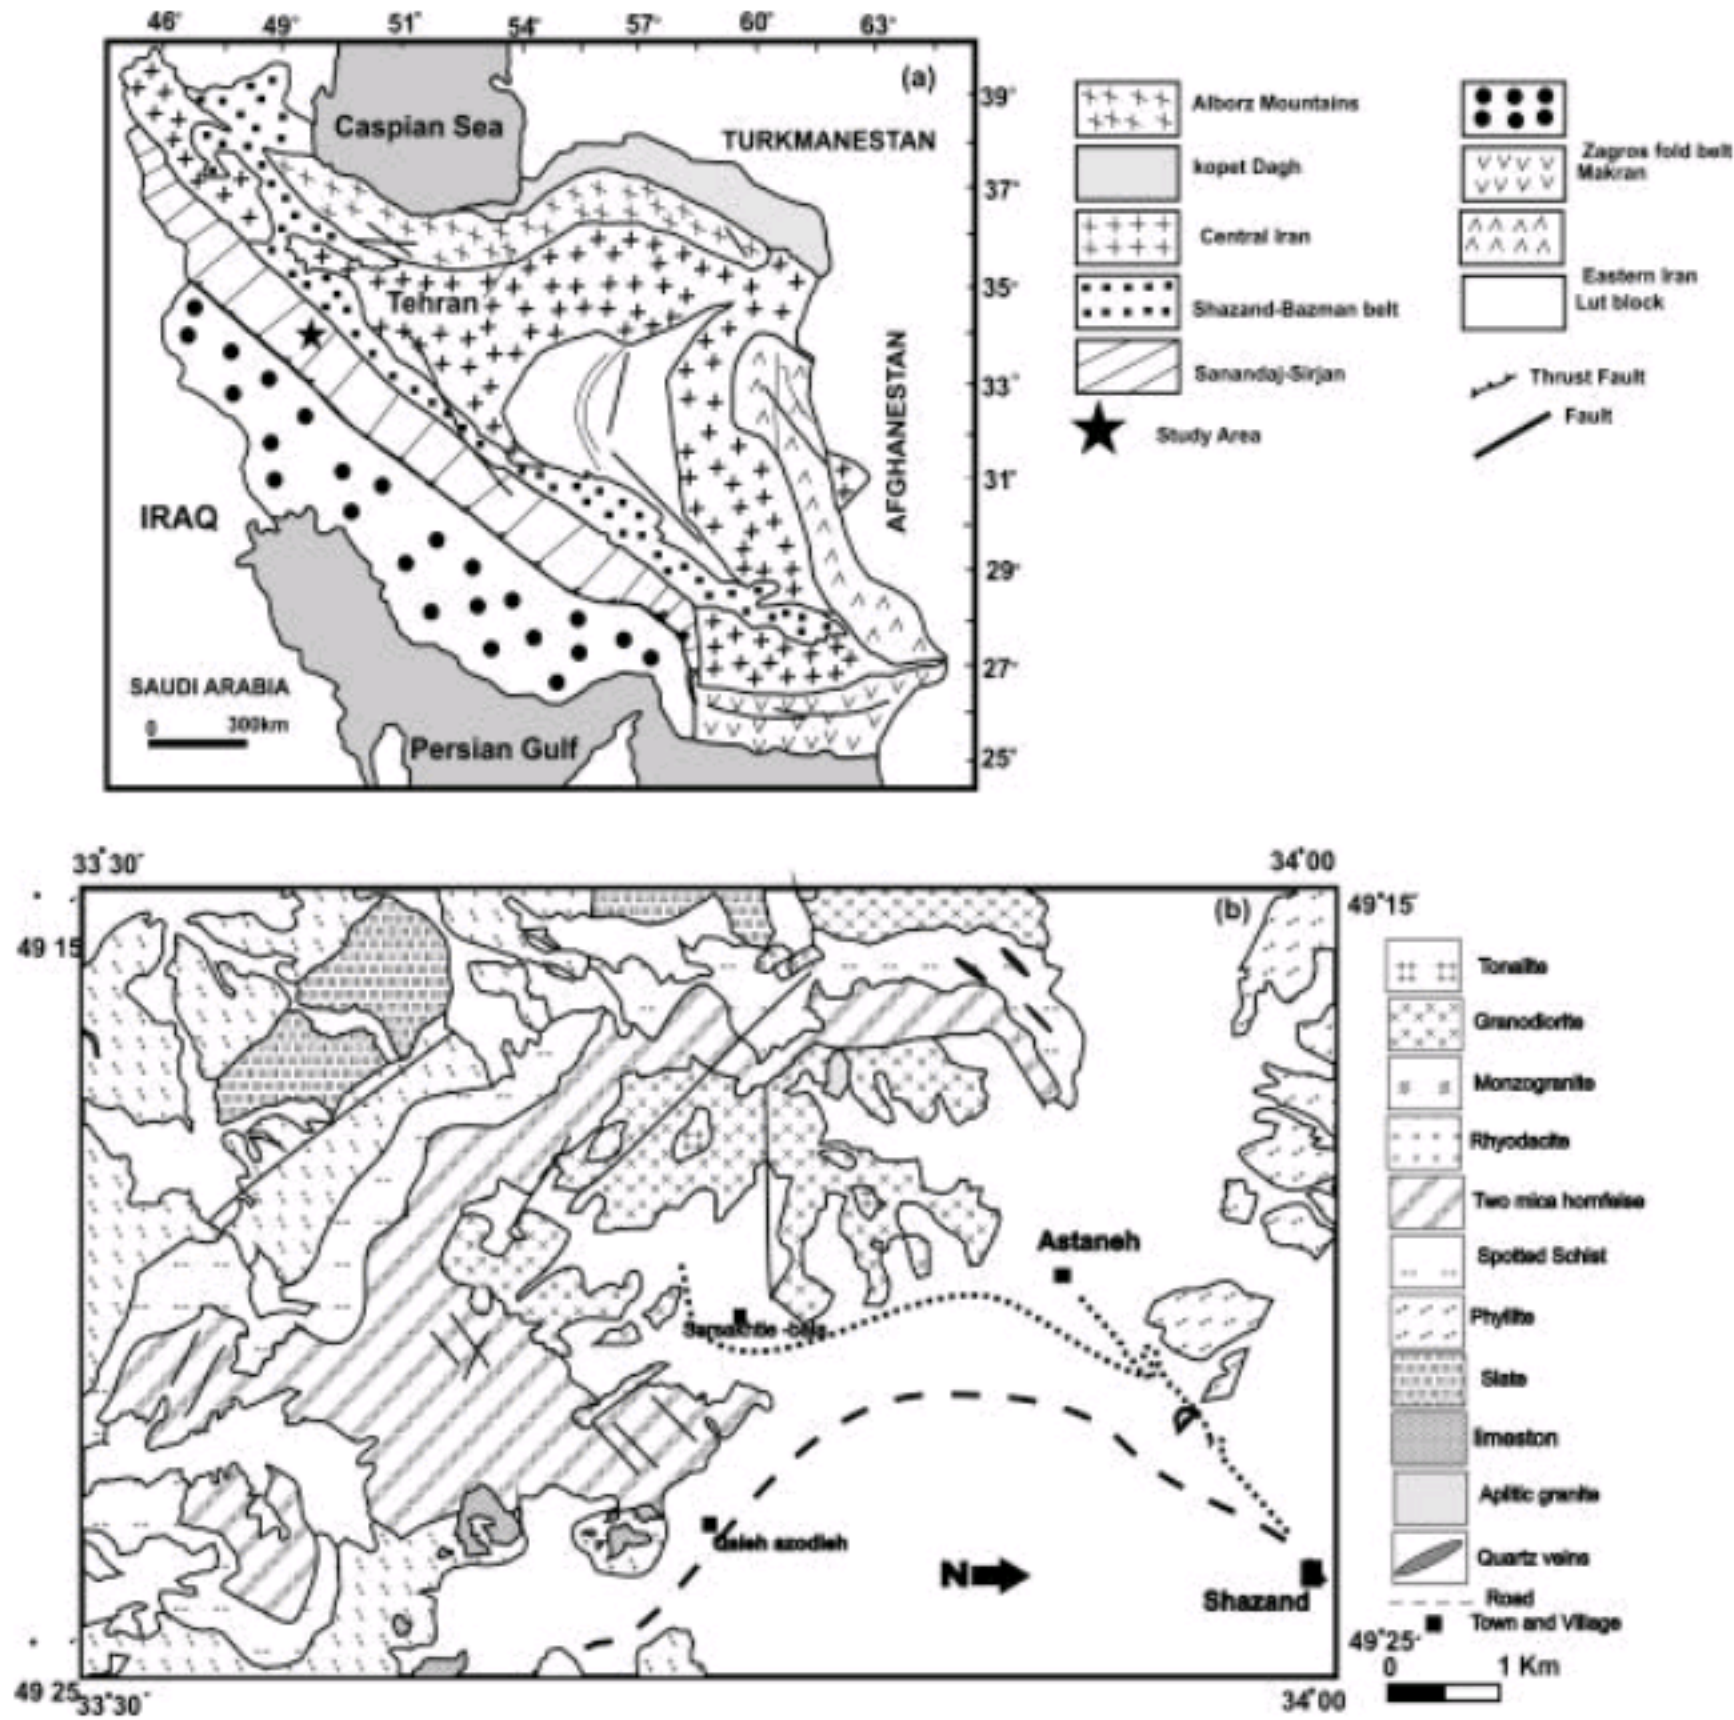 46° 49° 51° 54° 57° 60° 63°
(a)
39°
37°
35°
33°
31°
29°
27°
25°
Caspian Sea
TURKMANESTAN
Tehran
AFGHANESTAN
IRAQ
SAUDI ARABIA
0 300km
Persian Gulf
Alborz Mountains
kopet Dagh
Central Iran
Shazand-Bazman belt
Sanandaj-Sirjan
Study Area
Zagros fold belt
Makran
Eastern Iran
Lut block
Thrust Fault
Fault
33°30´ 34°00
(b)
49°15´
49 15
Astaneh
Qaleh azodieh
N
Shazand
49°25´
49 25
33°30´ 34°00
Tonalite
Granodiorite
Monzogranite
Rhyodacite
Two mica hornfelse
Spotted Schist
Phyllite
Slate
limeston
Aplitic granite
Quartz veins
Road
Town and Village
0 1 Km